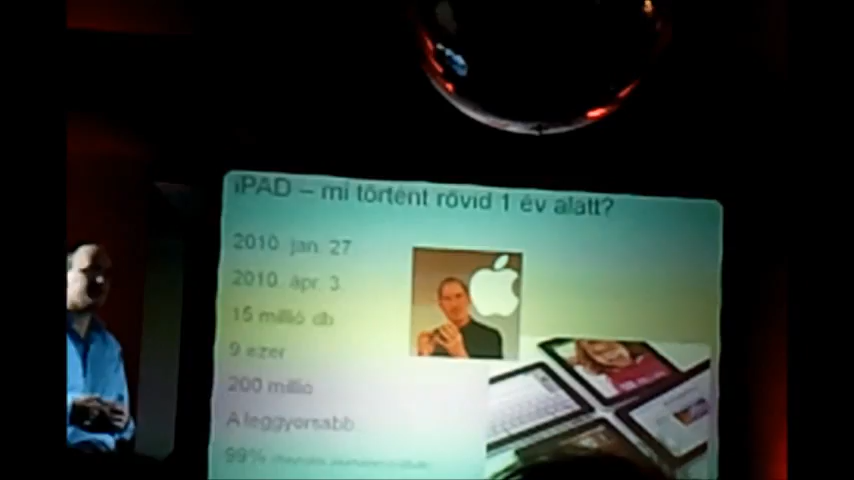 iPAD – mi történt rövid 1 év alatt?
2010. jan. 27
2010. ápr. 3.
15 millió db
9 ezer
200 millió
A leggyorsabb
99%